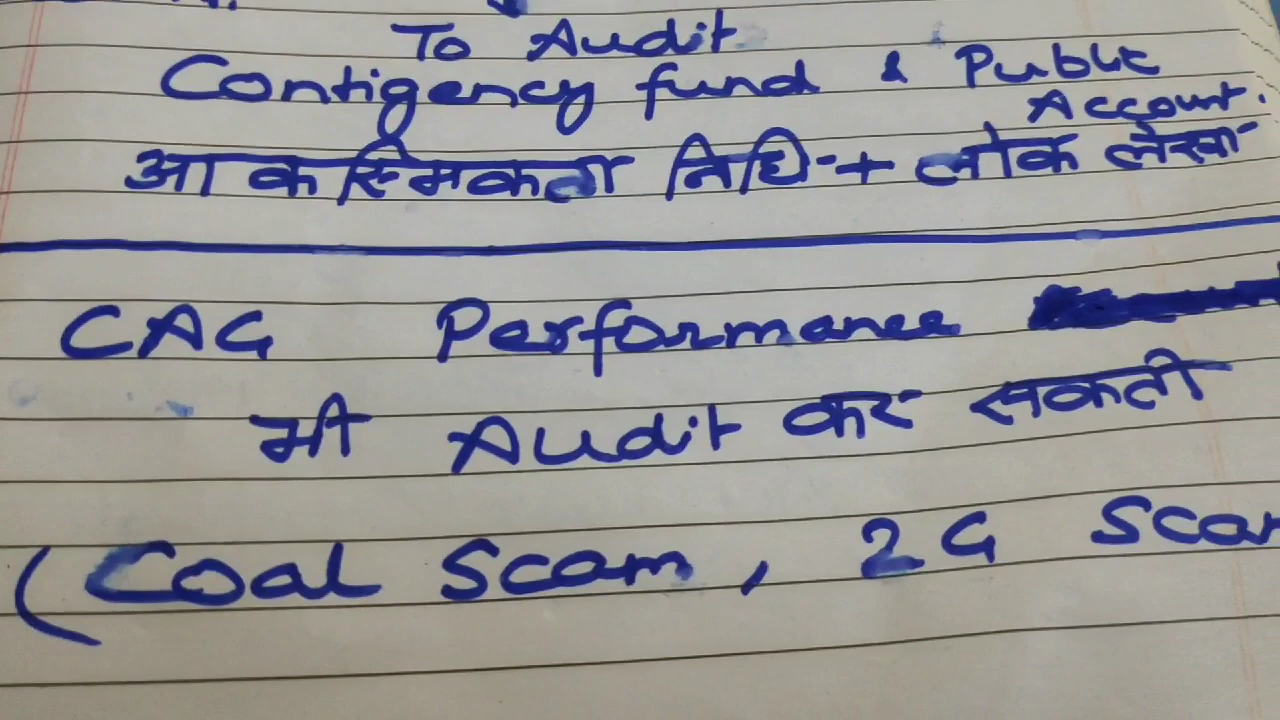 To Audit
Contigency fund & Public
Account.
आकस्मिकता निधि + लोक लेखा
CAG Performance
भी Audit कर सकती
(Coal Scam, 2G Scam